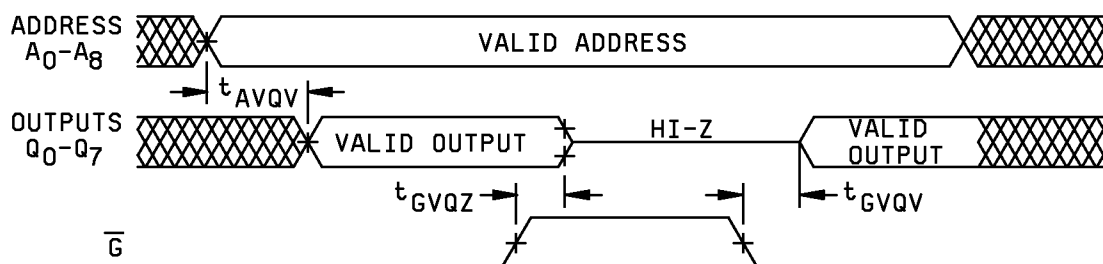 ADDRESS
A0-A8
VALID ADDRESS
tAVQV
OUTPUTS
Q0-Q7
VALID OUTPUT
HI-Z
VALID
OUTPUT
tGVQZ
tGVQV
G̅